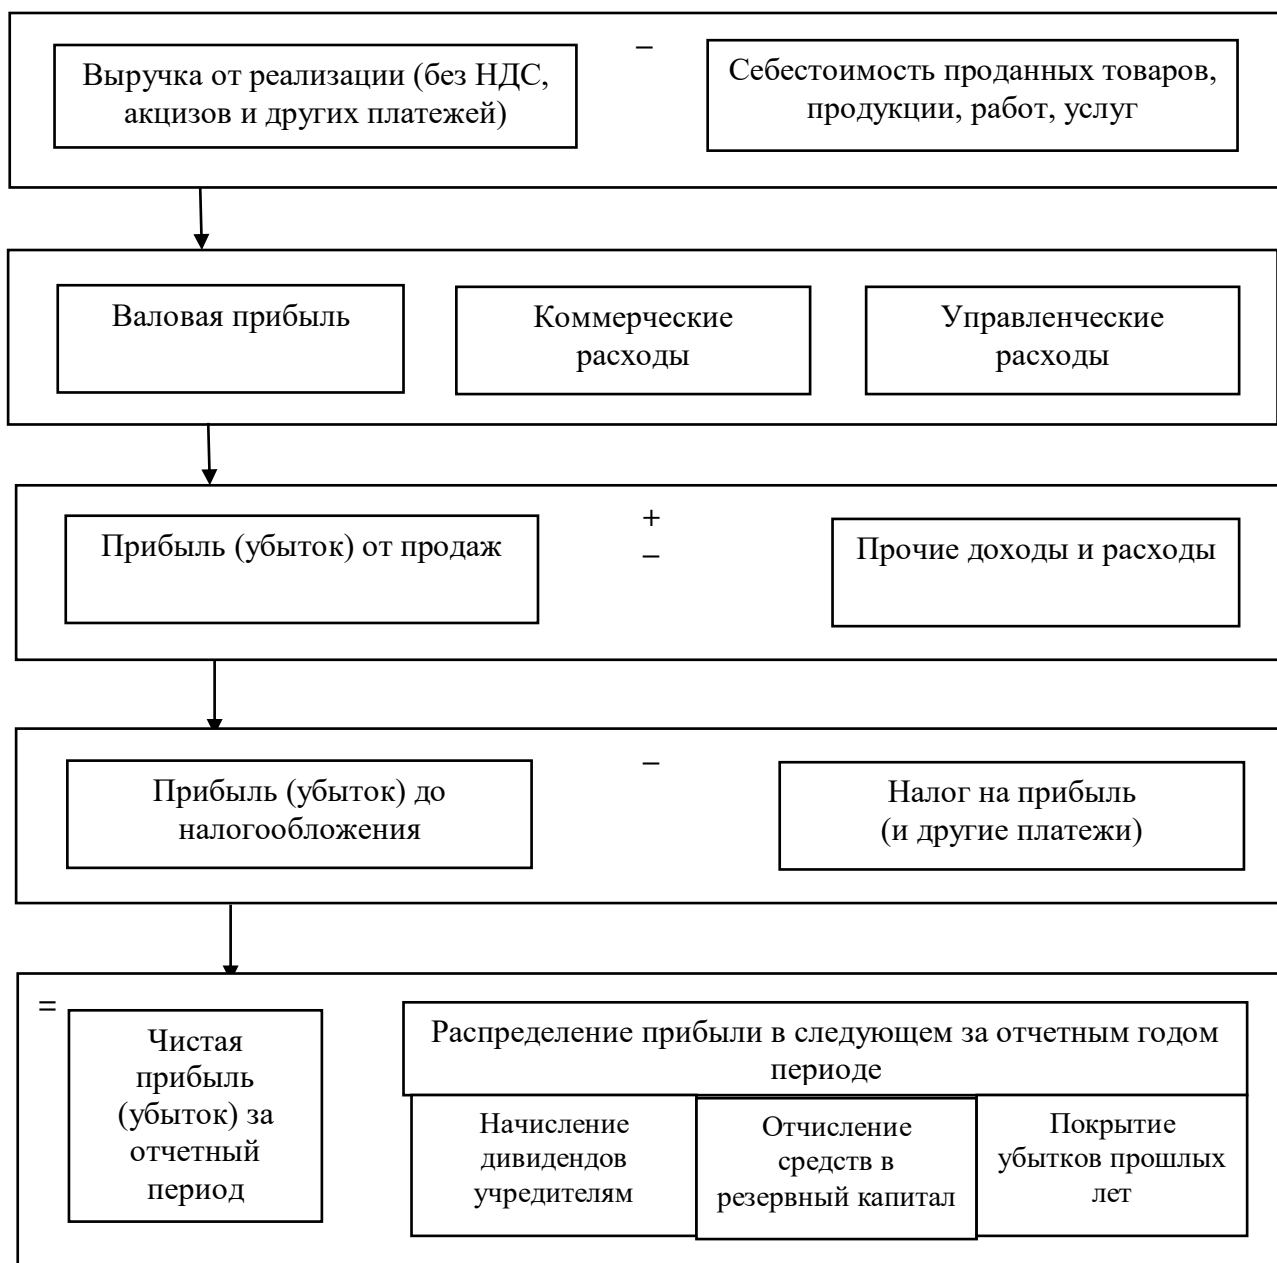 Выручка от реализации (без НДС,
акцизов и других платежей)
–
Себестоимость проданных товаров,
продукции, работ, услуг
Валовая прибыль
Коммерческие
расходы
Управленческие
расходы
Прибыль (убыток) от продаж
+
–
Прочие доходы и расходы
Прибыль (убыток) до
налогообложения
–
Налог на прибыль
(и другие платежи)
=
Чистая
прибыль
(убыток) за
отчетный
период
Распределение прибыли в следующем за отчетным годом
периоде
Начисление
дивидендов
учредителям
Отчисление
средств в
резервный капитал
Покрытие
убытков прошлых
лет